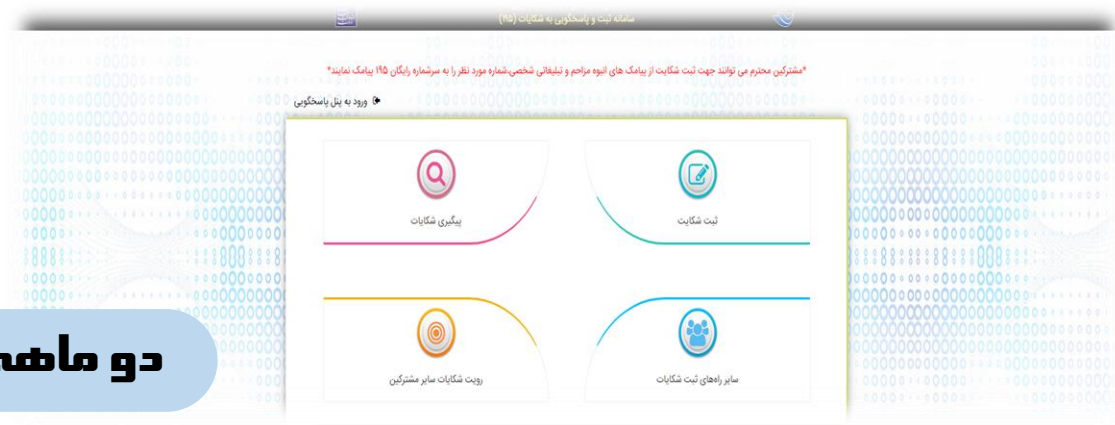 سامانه ثبت و پاسخگویی به شکایات (۱۹۵)
*مشترکین محترم می توانند جهت ثبت شکایت از پیامک های انبوه مزاحم و تبلیغاتی شخصی،شماره مورد نظر را به سرشماره رایگان ۱۹۵ پیامک نمایند*
ورود به پنل پاسخگویی
ثبت شکایت
پیگیری شکایات
سایر راه‌های ثبت شکایات
رویت شکایات سایر مشترکین
دو ماهه